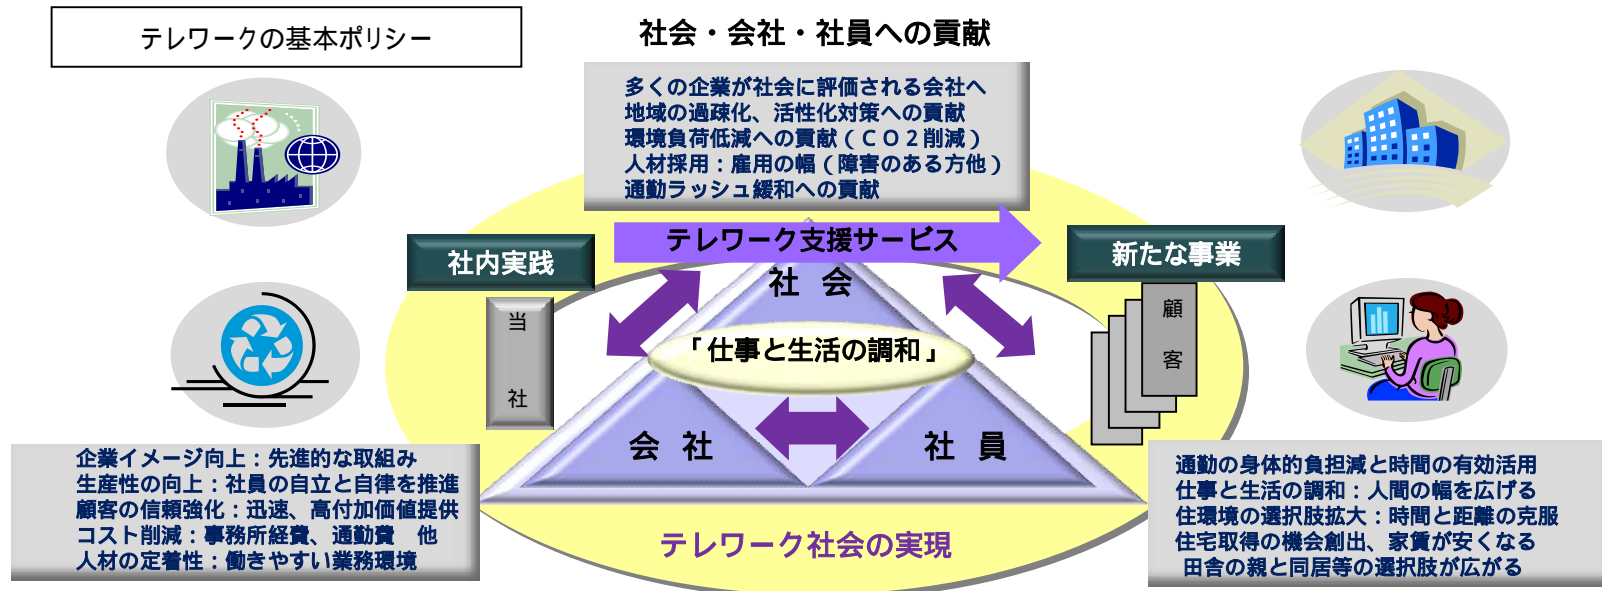 テレワークの基本ポリシー
社会・会社・社員への貢献
多くの企業が社会に評価される会社へ
地域の過疎化、活性化対策への貢献
環境負荷低減への貢献（ＣＯ２削減）
人材採用：雇用の幅（障害のある方他）
通勤ラッシュ緩和への貢献
テレワーク支援サービス
社内実践
新たな事業
社　会
当　社
顧　客
「仕事と生活の調和」
会　社
社　員
企業イメージ向上：先進的な取組み
生産性の向上：社員の自立と自律を推進
顧客の信頼強化：迅速、高付加価値提供
コスト削減：事務所経費、通勤費　他
人材の定着性：働きやすい業務環境
通勤の身体的負担減と時間の有効活用
仕事と生活の調和：人間の幅を広げる
住環境の選択肢拡大：時間と距離の克服
住宅取得の機会創出、家賃が安くなる
田舎の親と同居等の選択肢が広がる
テレワーク社会の実現